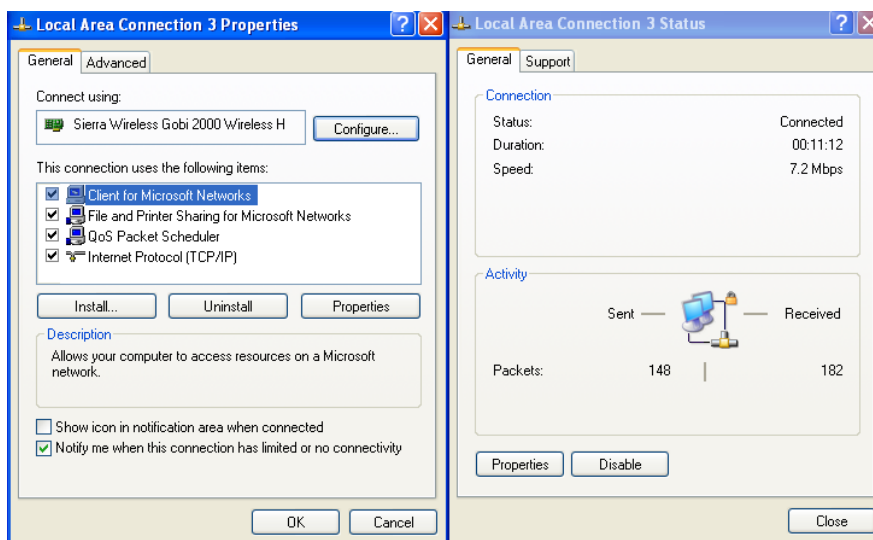 Local Area Connection 3 Properties
General Advanced
Connect using:
Sierra Wireless Gobi 2000 Wireless H
Configure...
This connection uses the following items:
Client for Microsoft Networks
File and Printer Sharing for Microsoft Networks
QoS Packet Scheduler
Internet Protocol (TCP/IP)
Install... Uninstall Properties
Description
Allows your computer to access resources on a Microsoft
network.
Show icon in notification area when connected
Notify me when this connection has limited or no connectivity
OK Cancel
Local Area Connection 3 Status
General Support
Connection
Status: Connected
Duration: 00:11:12
Speed: 7.2 Mbps
Activity
Sent — — Received
Packets: 148 | 182
Properties Disable
Close